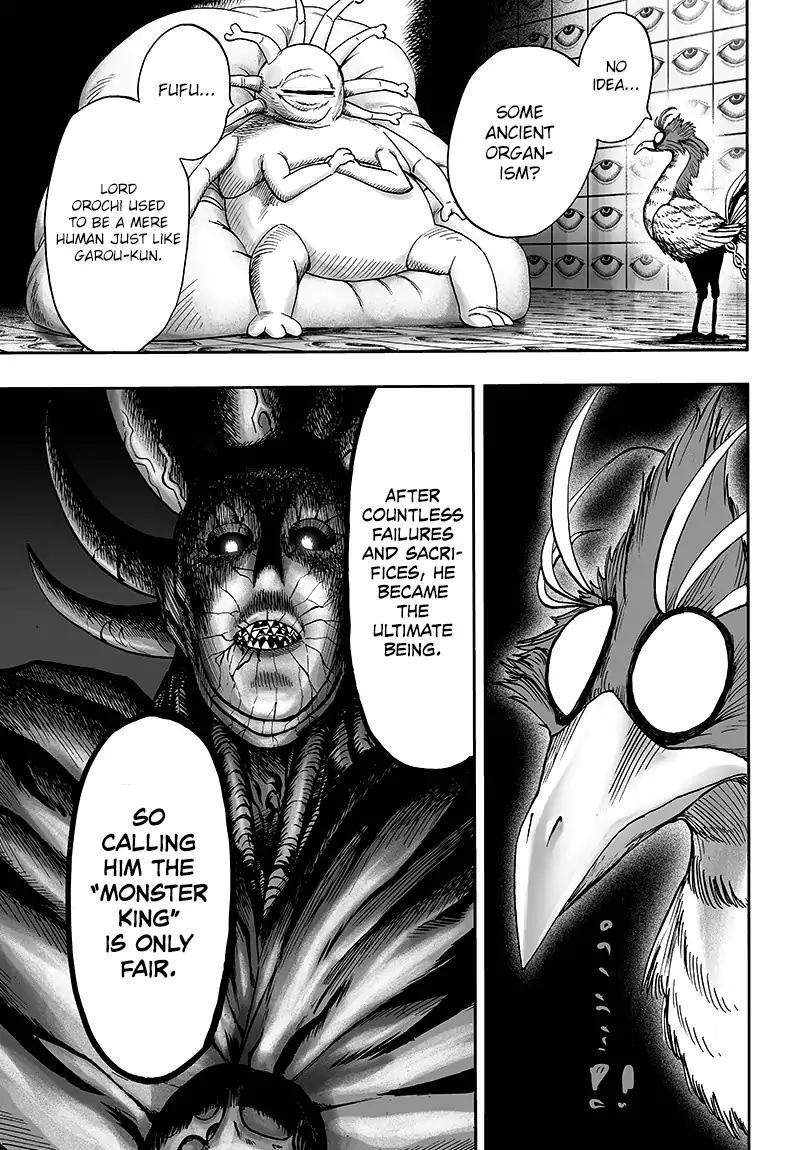 NO
IDEA...
SOME
ANCIENT
ORGAN-
ISM?
FUFU...
LORD
OROCHI USED
TO BE A MERE
HUMAN JUST LIKE
GAROU-KUN.
AFTER
COUNTLESS
FAILURES
AND SACRI-
FICES, HE
BECAME
THE
ULTIMATE
BEING.
SO
CALLING
HIM THE
"MONSTER
KING"
IS ONLY
FAIR.